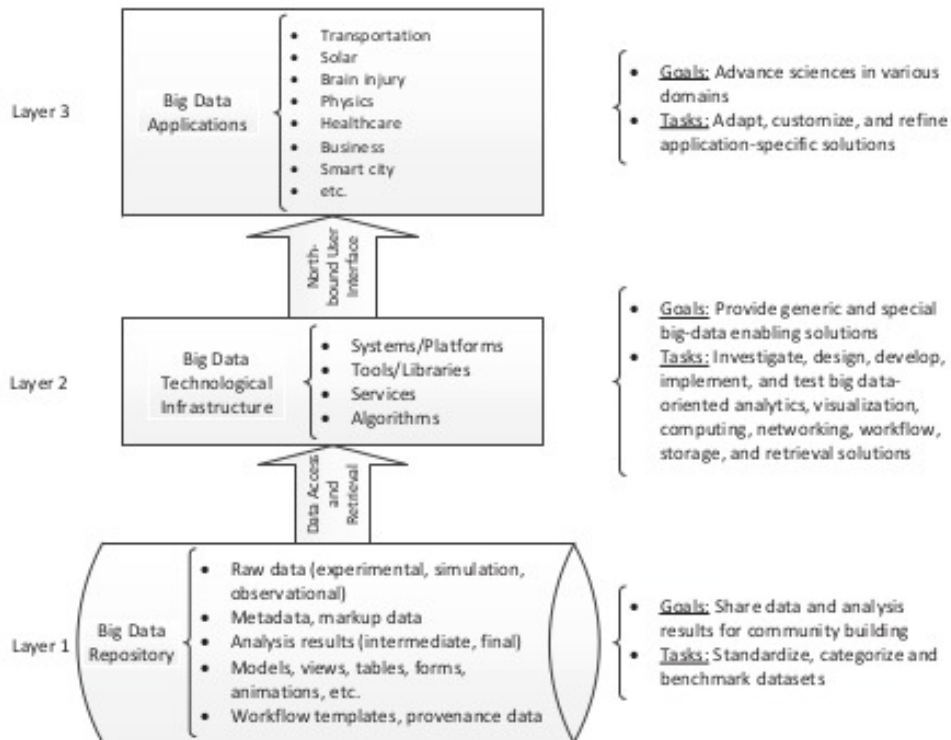 Layer 3
Big Data
Applications
• Transportation
• Solar
• Brain injury
• Physics
• Healthcare
• Business
• Smart city
• etc.
• Goals: Advance sciences in various
domains
• Tasks: Adapt, customize, and refine
application-specific solutions
North-
bound User
Interface
Layer 2
Big Data
Technological
Infrastructure
• Systems/Platforms
• Tools/Libraries
• Services
• Algorithms
• Goals: Provide generic and special
big-data enabling solutions
• Tasks: Investigate, design, develop,
implement, and test big data-
oriented analytics, visualization,
computing, networking, workflow,
storage, and retrieval solutions
Data Access
and
Retrieval
Layer 1
Big Data
Repository
• Raw data (experimental, simulation,
observational)
• Metadata, markup data
• Analysis results (intermediate, final)
• Models, views, tables, forms,
animations, etc.
• Workflow templates, provenance data
• Goals: Share data and analysis
results for community building
• Tasks: Standardize, categorize and
benchmark datasets